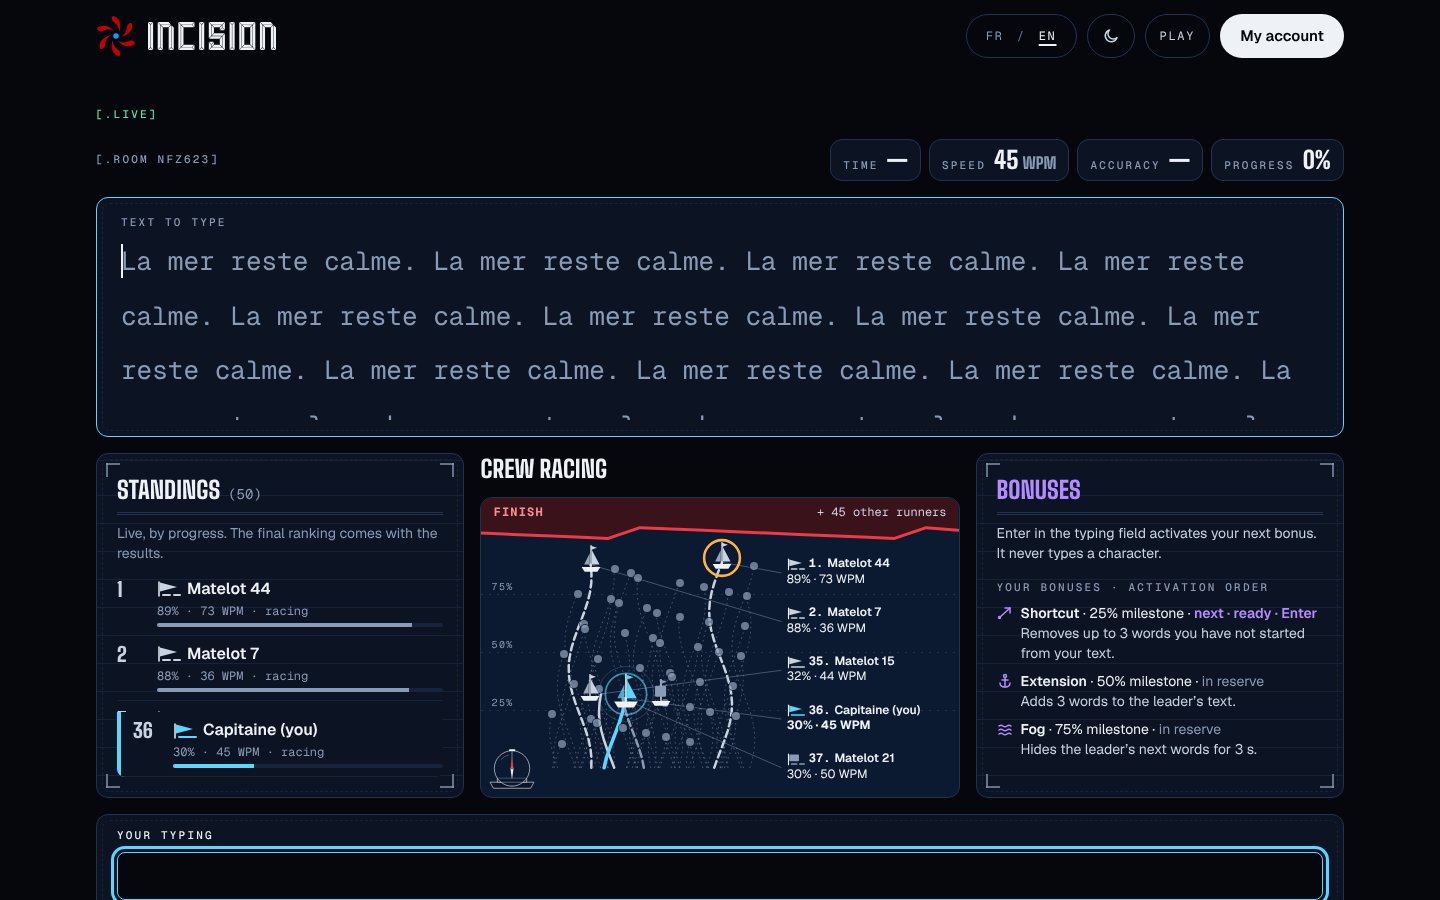 INCISION
FR / EN
PLAY
My account
[.LIVE]
[.ROOM NFZ623]
TIME —
SPEED 45 WPM
ACCURACY —
PROGRESS 0%
TEXT TO TYPE
La mer reste calme. La mer reste calme. La mer reste calme. La mer reste
calme. La mer reste calme. La mer reste calme. La mer reste calme. La mer
reste calme. La mer reste calme. La mer reste calme. La mer reste calme. La
STANDINGS (50)
Live, by progress. The final ranking comes with the
results.
1 Matelot 44
89% · 73 WPM · racing
2 Matelot 7
88% · 36 WPM · racing
36 Capitaine (you)
30% · 45 WPM · racing
CREW RACING
FINISH
+ 45 other runners
75%
50%
25%
1. Matelot 44
89% · 73 WPM
2. Matelot 7
88% · 36 WPM
35. Matelot 15
32% · 44 WPM
36. Capitaine (you)
30% · 45 WPM
37. Matelot 21
30% · 50 WPM
BONUSES
Enter in the typing field activates your next bonus.
It never types a character.
YOUR BONUSES · ACTIVATION ORDER
Shortcut · 25% milestone · next · ready · Enter
Removes up to 3 words you have not started
from your text.
Extension · 50% milestone · in reserve
Adds 3 words to the leader's text.
Fog · 75% milestone · in reserve
Hides the leader's next words for 3 s.
YOUR TYPING